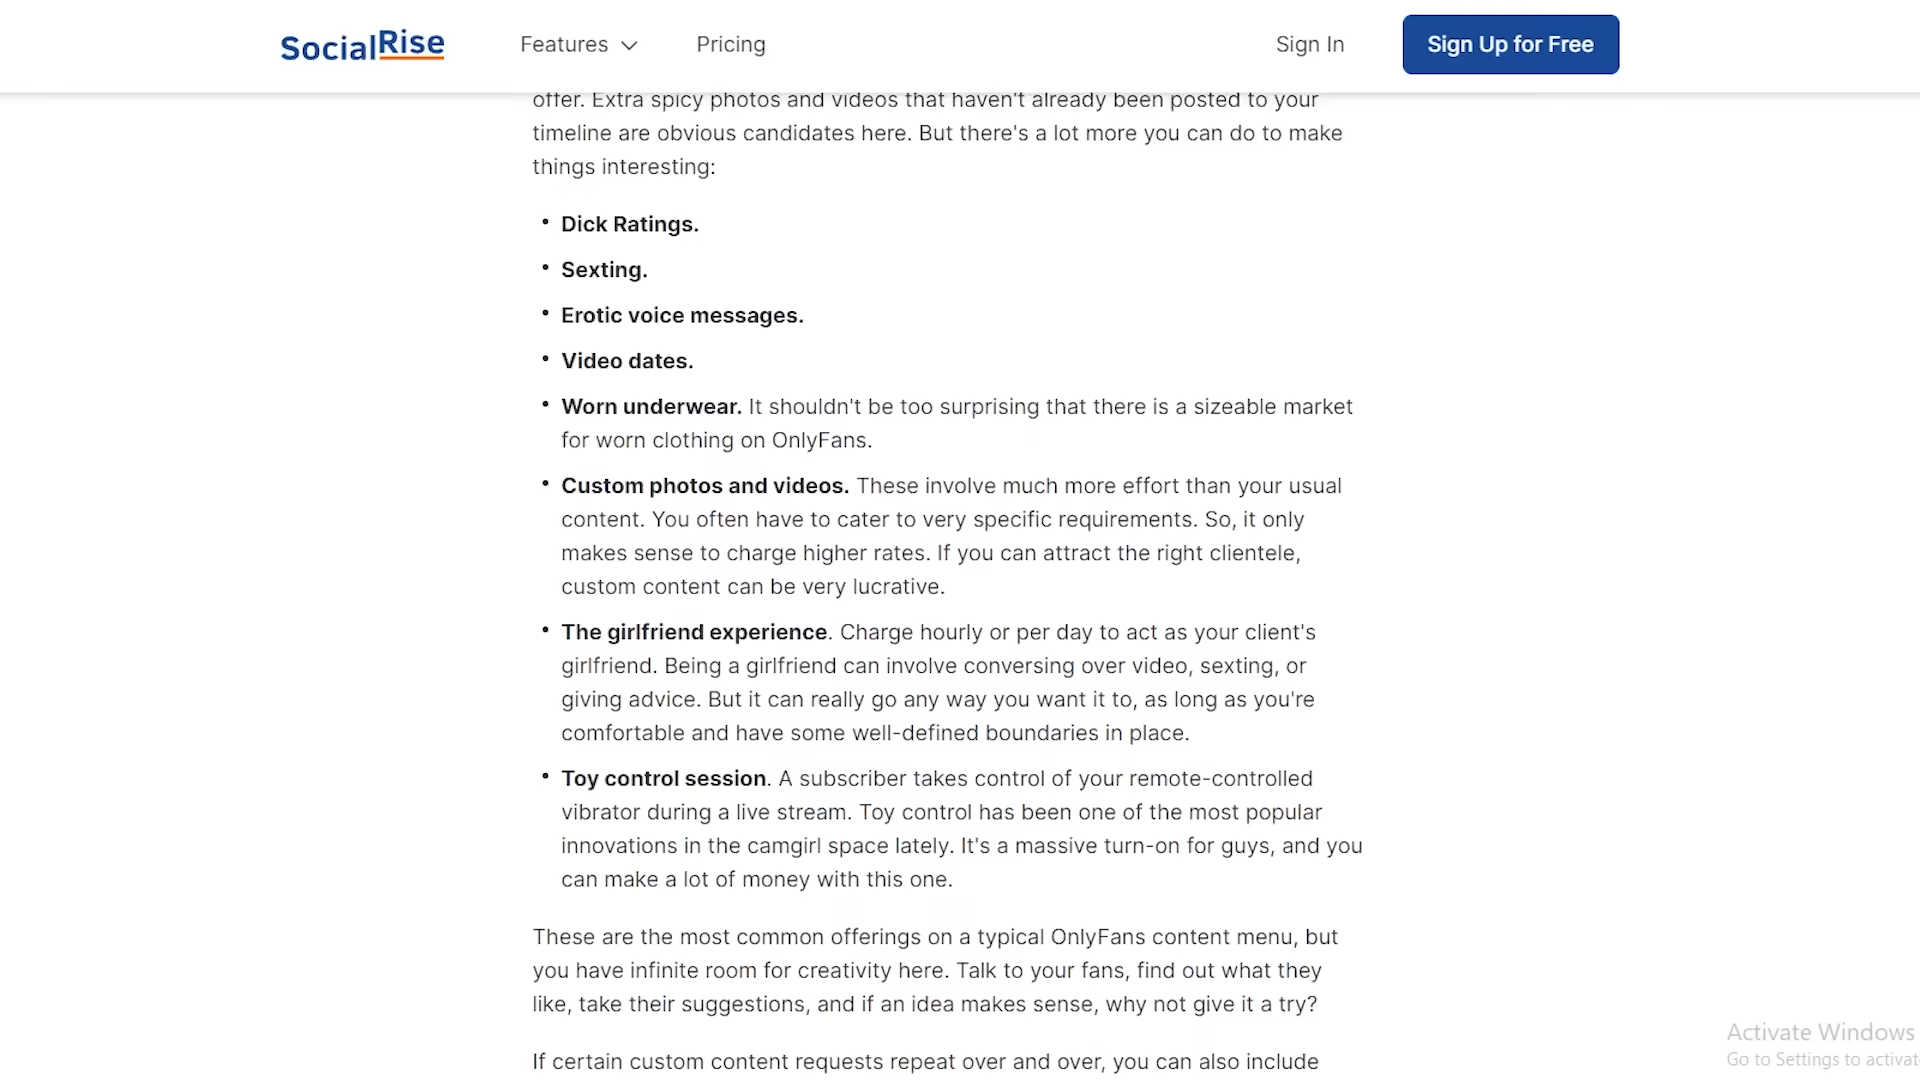 SocialRise Features Pricing Sign In Sign Up for Free
offer. Extra spicy photos and videos that haven't already been posted to your
timeline are obvious candidates here. But there's a lot more you can do to make
things interesting:
• Dick Ratings.
• Sexting.
• Erotic voice messages.
• Video dates.
• Worn underwear. It shouldn't be too surprising that there is a sizeable market
for worn clothing on OnlyFans.
• Custom photos and videos. These involve much more effort than your usual
content. You often have to cater to very specific requirements. So, it only
makes sense to charge higher rates. If you can attract the right clientele,
custom content can be very lucrative.
• The girlfriend experience. Charge hourly or per day to act as your client's
girlfriend. Being a girlfriend can involve conversing over video, sexting, or
giving advice. But it can really go any way you want it to, as long as you're
comfortable and have some well-defined boundaries in place.
• Toy control session. A subscriber takes control of your remote-controlled
vibrator during a live stream. Toy control has been one of the most popular
innovations in the camgirl space lately. It's a massive turn-on for guys, and you
can make a lot of money with this one.
These are the most common offerings on a typical OnlyFans content menu, but
you have infinite room for creativity here. Talk to your fans, find out what they
like, take their suggestions, and if an idea makes sense, why not give it a try?
If certain custom content requests repeat over and over, you can also include
Activate Windows
Go to Settings to activat